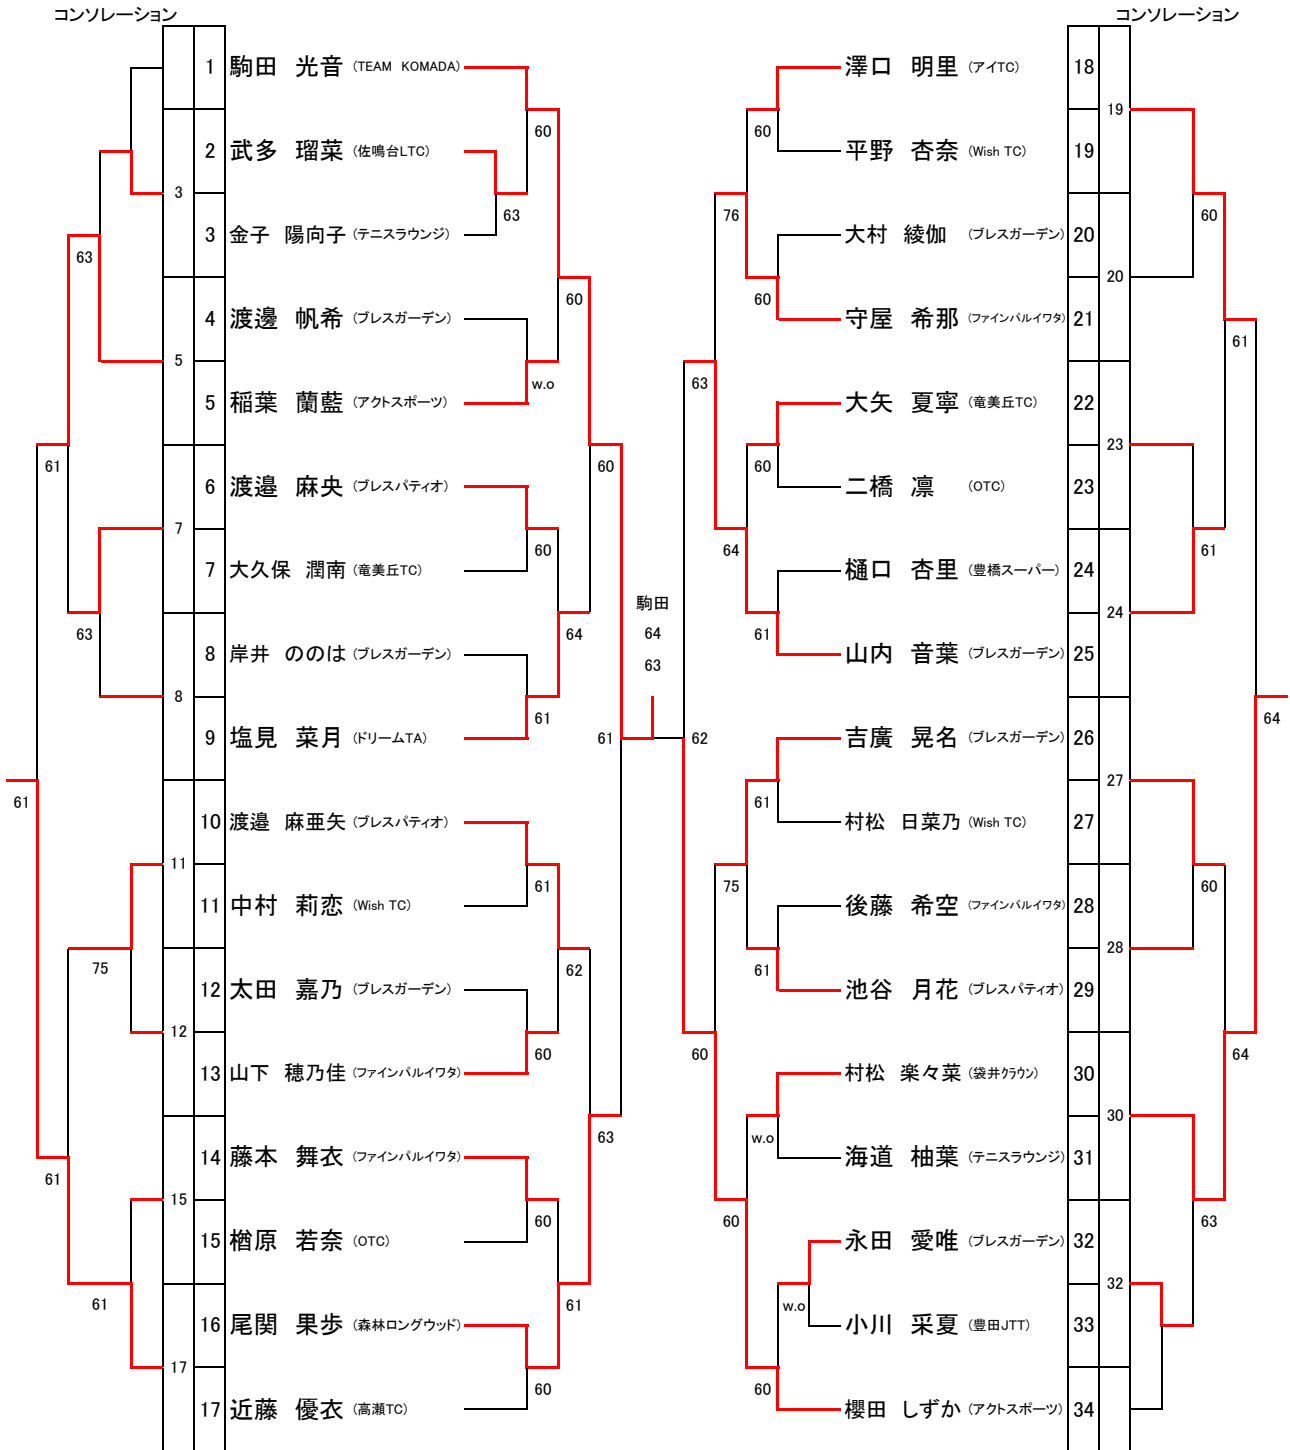 コンソレーション
コンソレーション
1 駒田 光音 (TEAM KOMADA)
2 武多 瑠菜 (佐鳴台LTC)
3 金子 陽向子 (テニスラウンジ)
4 渡邊 帆希 (ブレスガーデン)
5 稲葉 蘭藍 (アクトスポーツ)
6 渡邉 麻央 (ブレスパティオ)
7 大久保 潤南 (竜美丘TC)
8 岸井 ののは (ブレスガーデン)
9 塩見 菜月 (ドリームTA)
10 渡邉 麻亜矢 (ブレスパティオ)
11 中村 莉恋 (Wish TC)
12 太田 嘉乃 (ブレスガーデン)
13 山下 穂乃佳 (ファインパルイワタ)
14 藤本 舞衣 (ファインパルイワタ)
15 楢原 若奈 (OTC)
16 尾関 果歩 (森林ロングウッド)
17 近藤 優衣 (高瀬TC)
3
5
7
8
11
12
15
17
63
61
63
61
75
61
61
60
63
60
w.o
60
60
64
61
61
61
62
60
63
60
61
60
駒田
64
63
澤口 明里 (アイTC) 18
平野 杏奈 (Wish TC) 19
大村 綾伽 (ブレスガーデン) 20
守屋 希那 (ファインパルイワタ) 21
大矢 夏寧 (竜美丘TC) 22
二橋 凛 (OTC) 23
樋口 杏里 (豊橋スーパー) 24
山内 音葉 (ブレスガーデン) 25
吉廣 晃名 (ブレスガーデン) 26
村松 日菜乃 (Wish TC) 27
後藤 希空 (ファインパルイワタ) 28
池谷 月花 (ブレスパティオ) 29
村松 楽々菜 (袋井クラウン) 30
海道 柚葉 (テニスラウンジ) 31
永田 愛唯 (ブレスガーデン) 32
小川 采夏 (豊田JTT) 33
櫻田 しずか (アクトスポーツ) 34
60
76
60
63
60
64
61
62
61
75
61
60
w.o
60
w.o
60
19
20
23
24
27
28
30
32
60
61
61
64
60
64
63